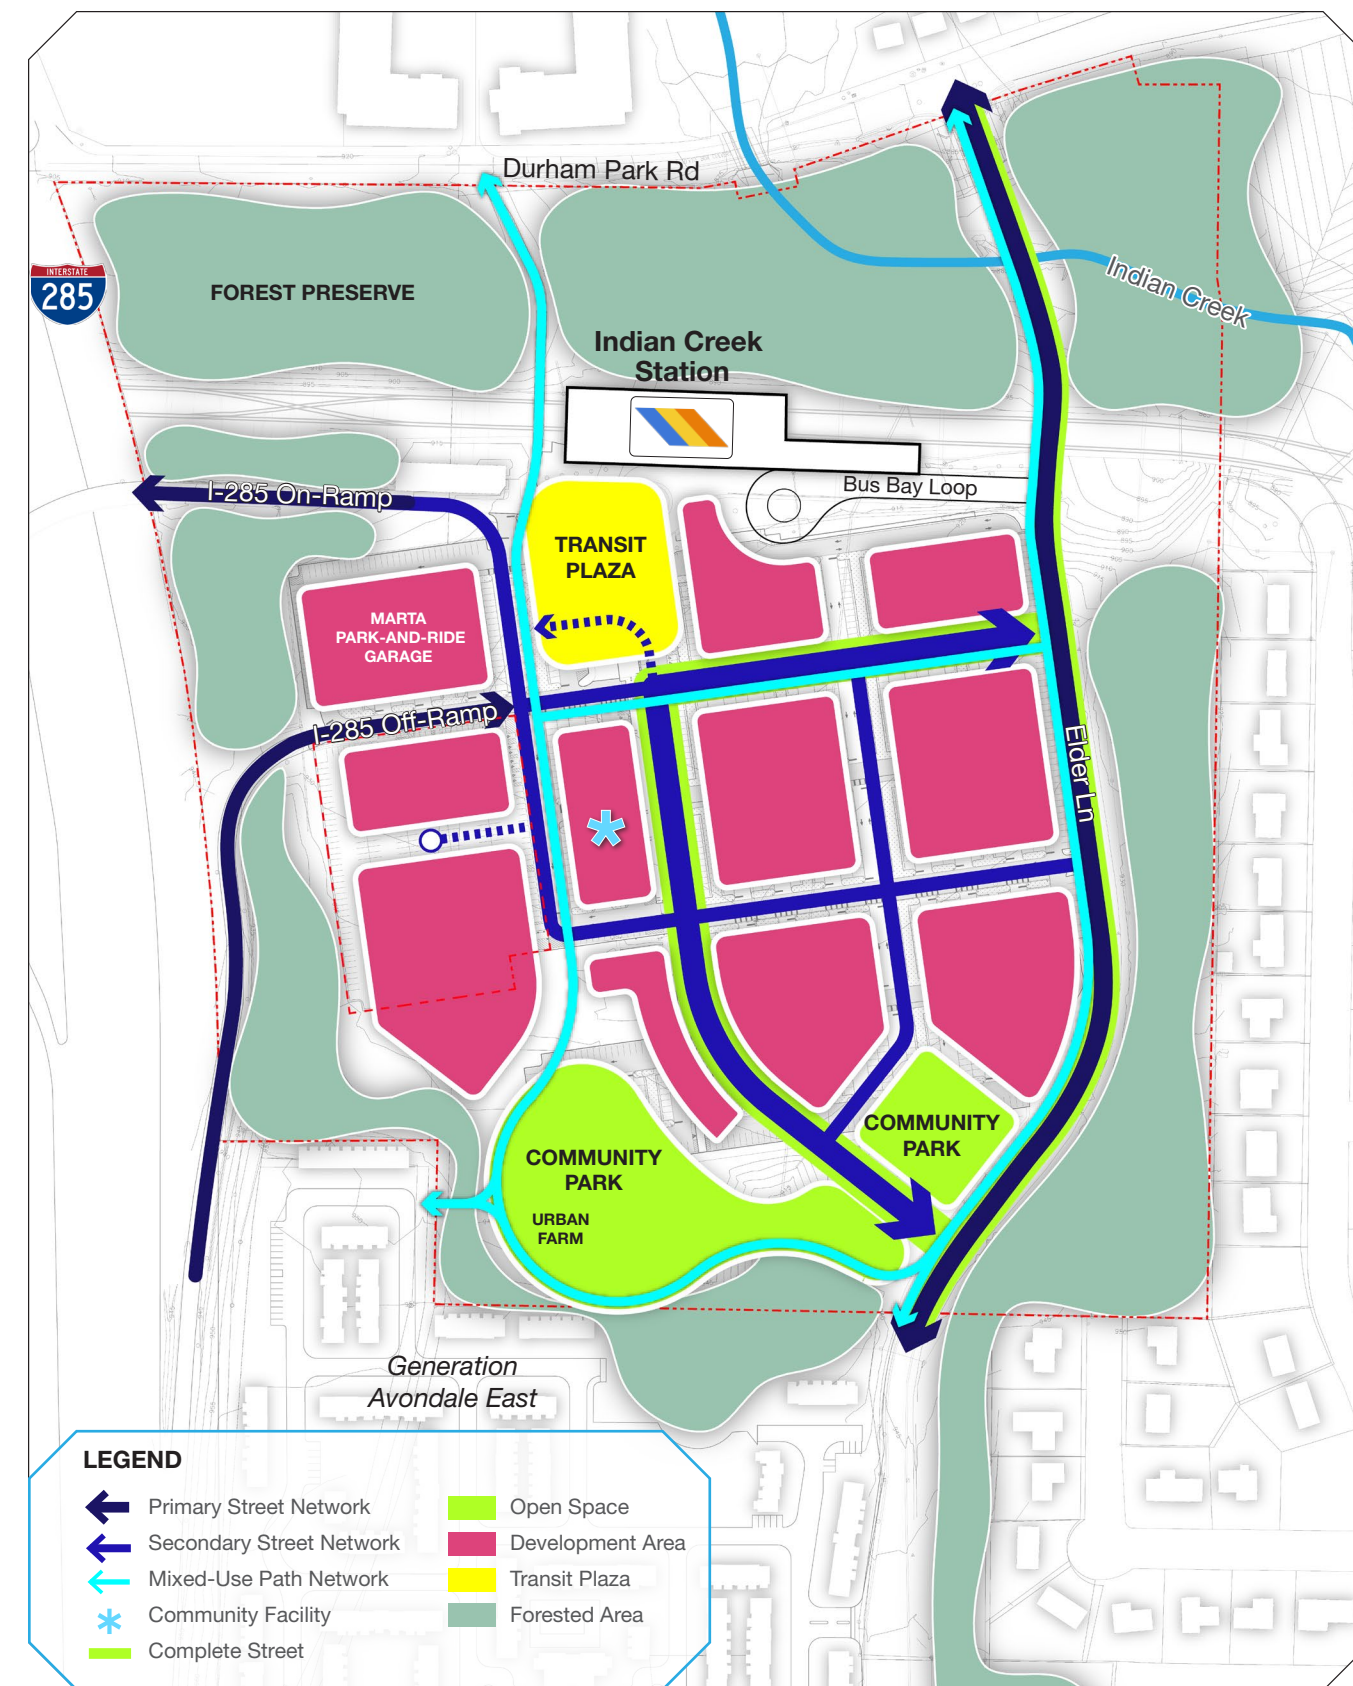 Durham Park Rd
INTERSTATE
285
FOREST PRESERVE
Indian Creek
Indian Creek
Station
I-285 On-Ramp
Bus Bay Loop
TRANSIT
PLAZA
MARTA
PARK-AND-RIDE
GARAGE
I-285 Off-Ramp
Elder Ln
COMMUNITY
PARK
COMMUNITY
PARK
URBAN
FARM
Generation
Avondale East
LEGEND
Primary Street Network
Secondary Street Network
Mixed-Use Path Network
Community Facility
Complete Street
Open Space
Development Area
Transit Plaza
Forested Area